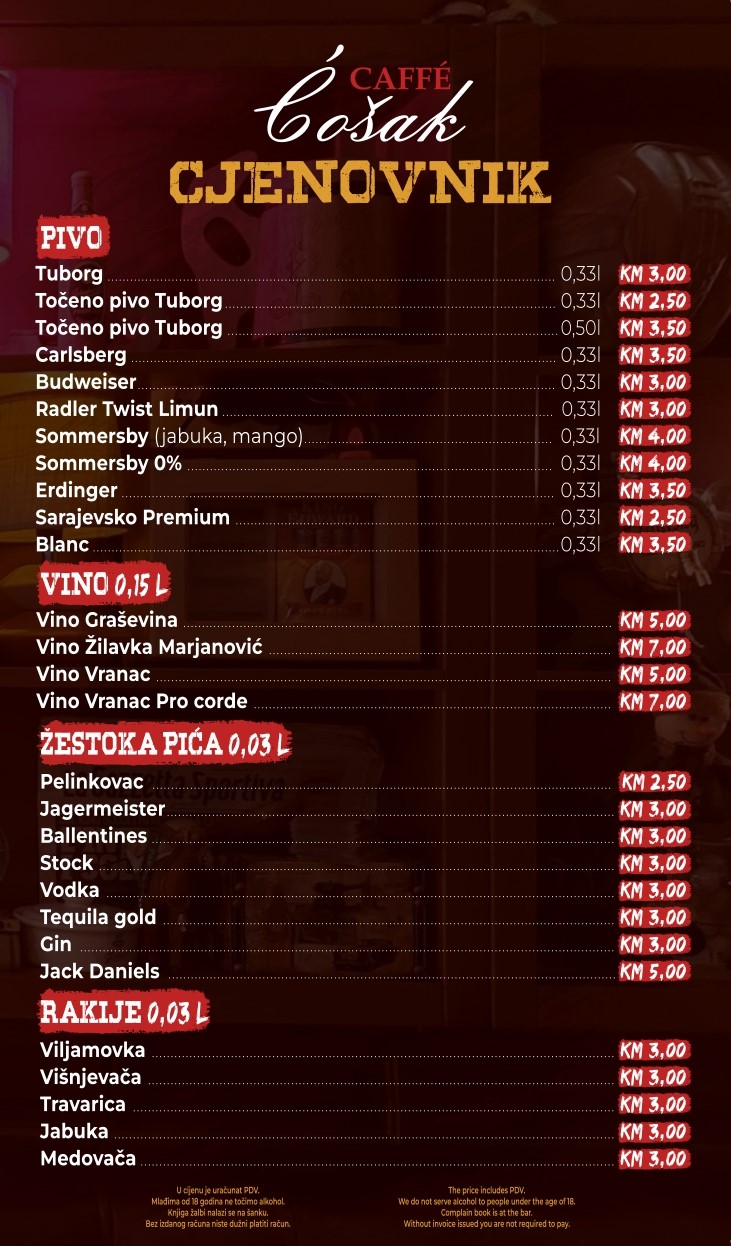 CAFFÉ
Ćošak
CJENOVNIK
PIVO
Tuborg 0,33l KM 3,00
Točeno pivo Tuborg 0,33l KM 2,50
Točeno pivo Tuborg 0,50l KM 3,50
Carlsberg 0,33l KM 3,50
Budweiser 0,33l KM 3,00
Radler Twist Limun 0,33l KM 3,00
Sommersby (jabuka, mango) 0,33l KM 4,00
Sommersby 0% 0,33l KM 4,00
Erdinger 0,33l KM 3,50
Sarajevsko Premium 0,33l KM 2,50
Blanc 0,33l KM 3,50
VINO 0,15 L
Vino Graševina KM 5,00
Vino Žilavka Marjanović KM 7,00
Vino Vranac KM 5,00
Vino Vranac Pro corde KM 7,00
ŽESTOKA PIĆA 0,03 L
Pelinkovac KM 2,50
Jagermeister KM 3,00
Ballentines KM 3,00
Stock KM 3,00
Vodka KM 3,00
Tequila gold KM 3,00
Gin KM 3,00
Jack Daniels KM 5,00
RAKIJE 0,03 L
Viljamovka KM 3,00
Višnjevača KM 3,00
Travarica KM 3,00
Jabuka KM 3,00
Medovača KM 3,00
U cijenu je uračunat PDV.
Mlađima od 18 godina ne točimo alkohol.
Knjiga žalbi nalazi se na šanku.
Bez izdanog računa niste dužni platiti račun.
The price includes PDV.
We do not serve alcohol to people under the age of 18.
Complain book is at the bar.
Without invoice issued you are not required to pay.